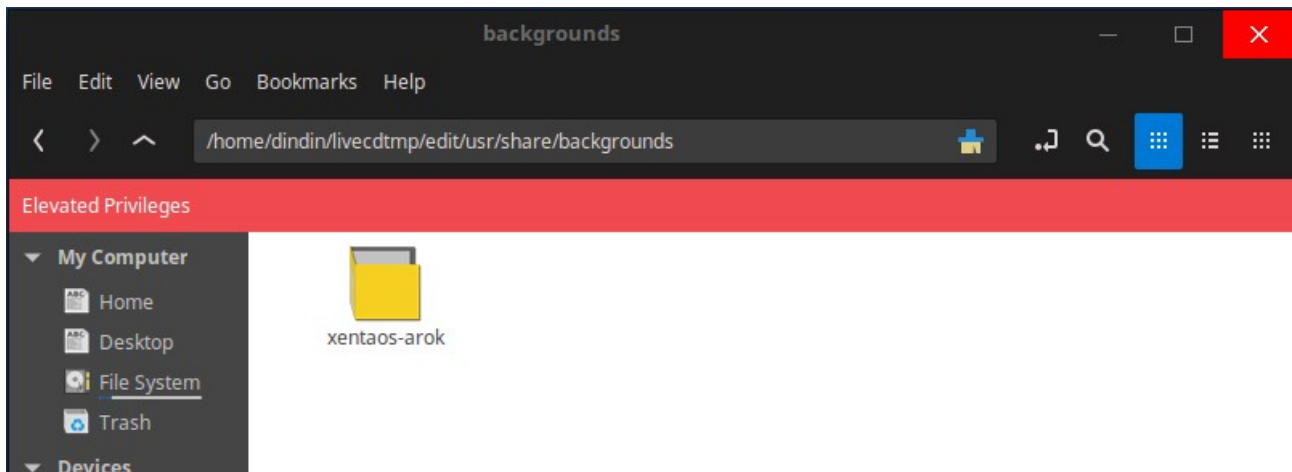 backgrounds
File Edit View Go Bookmarks Help
/home/dindin/livecdtmp/edit/usr/share/backgrounds
Elevated Privileges
My Computer
Home
Desktop
File System
Trash
Devices
xentaos-arok